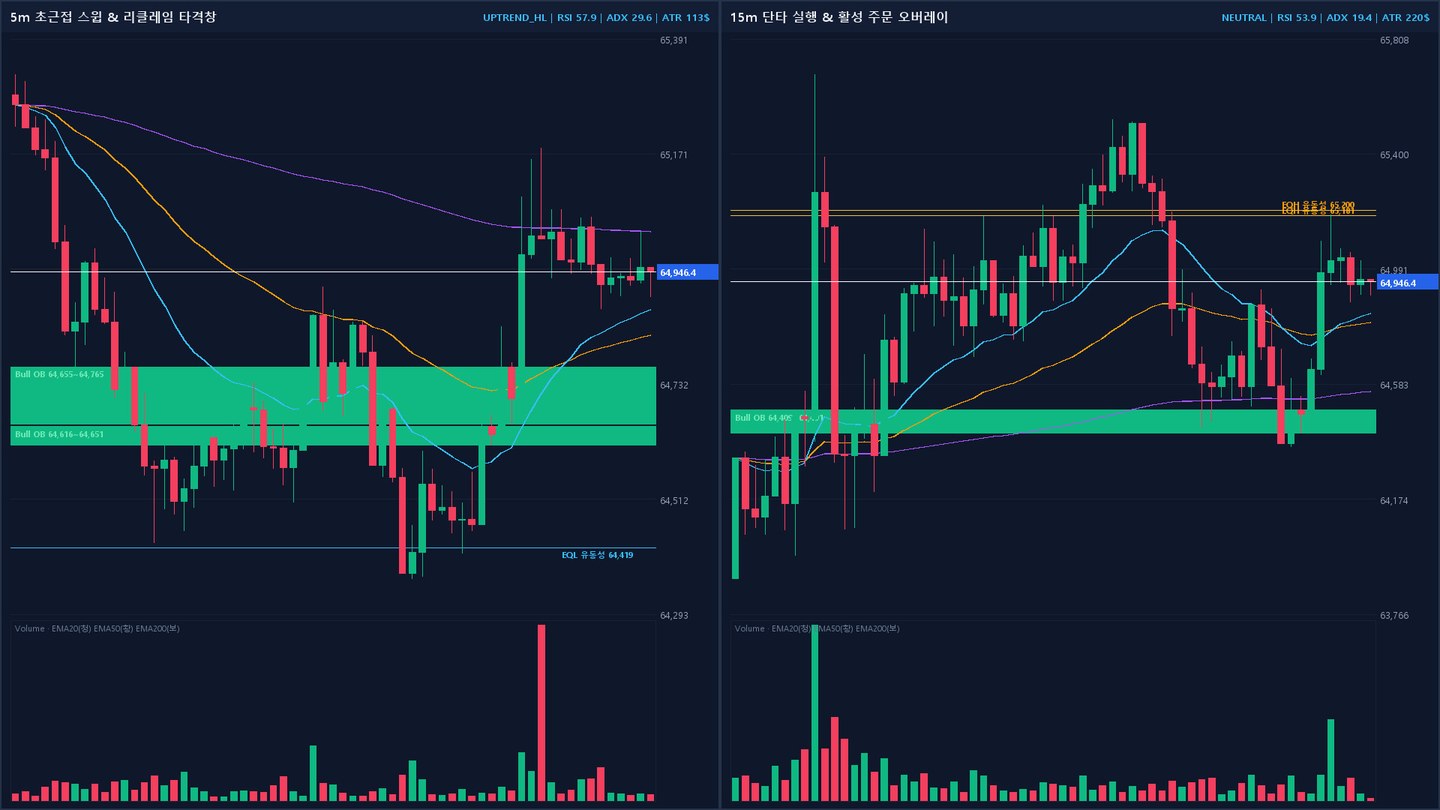 5m 초근접 스윕 & 리클레임 타격창
UPTREND_HL | RSI 57.9 | ADX 29.6 | ATR 113$
65,391
65,171
64,946.4
Bull OB 64,655~64,765
64,732
Bull OB 64,616~64,651
64,512
EQL 유동성 64,419
64,293
Volume · EMA20(청) EMA50(황) EMA200(보)
15m 단타 실행 & 활성 주문 오버레이
NEUTRAL | RSI 53.9 | ADX 19.4 | ATR 220$
65,808
65,400
EQH 유동성 65,200
EQH 유동성
64,991
64,946.4
64,583
Bull OB
64,174
63,766
Volume · EMA20(청) EMA50(황) EMA200(보)